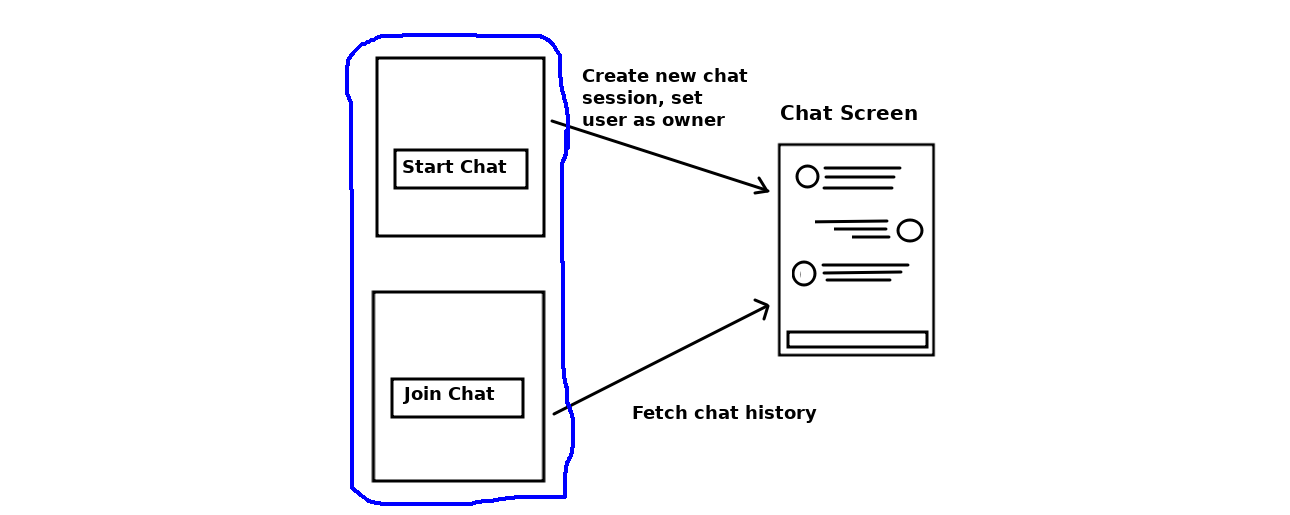 Create new chat
session, set
user as owner
Chat Screen
Start Chat
Join Chat
Fetch chat history